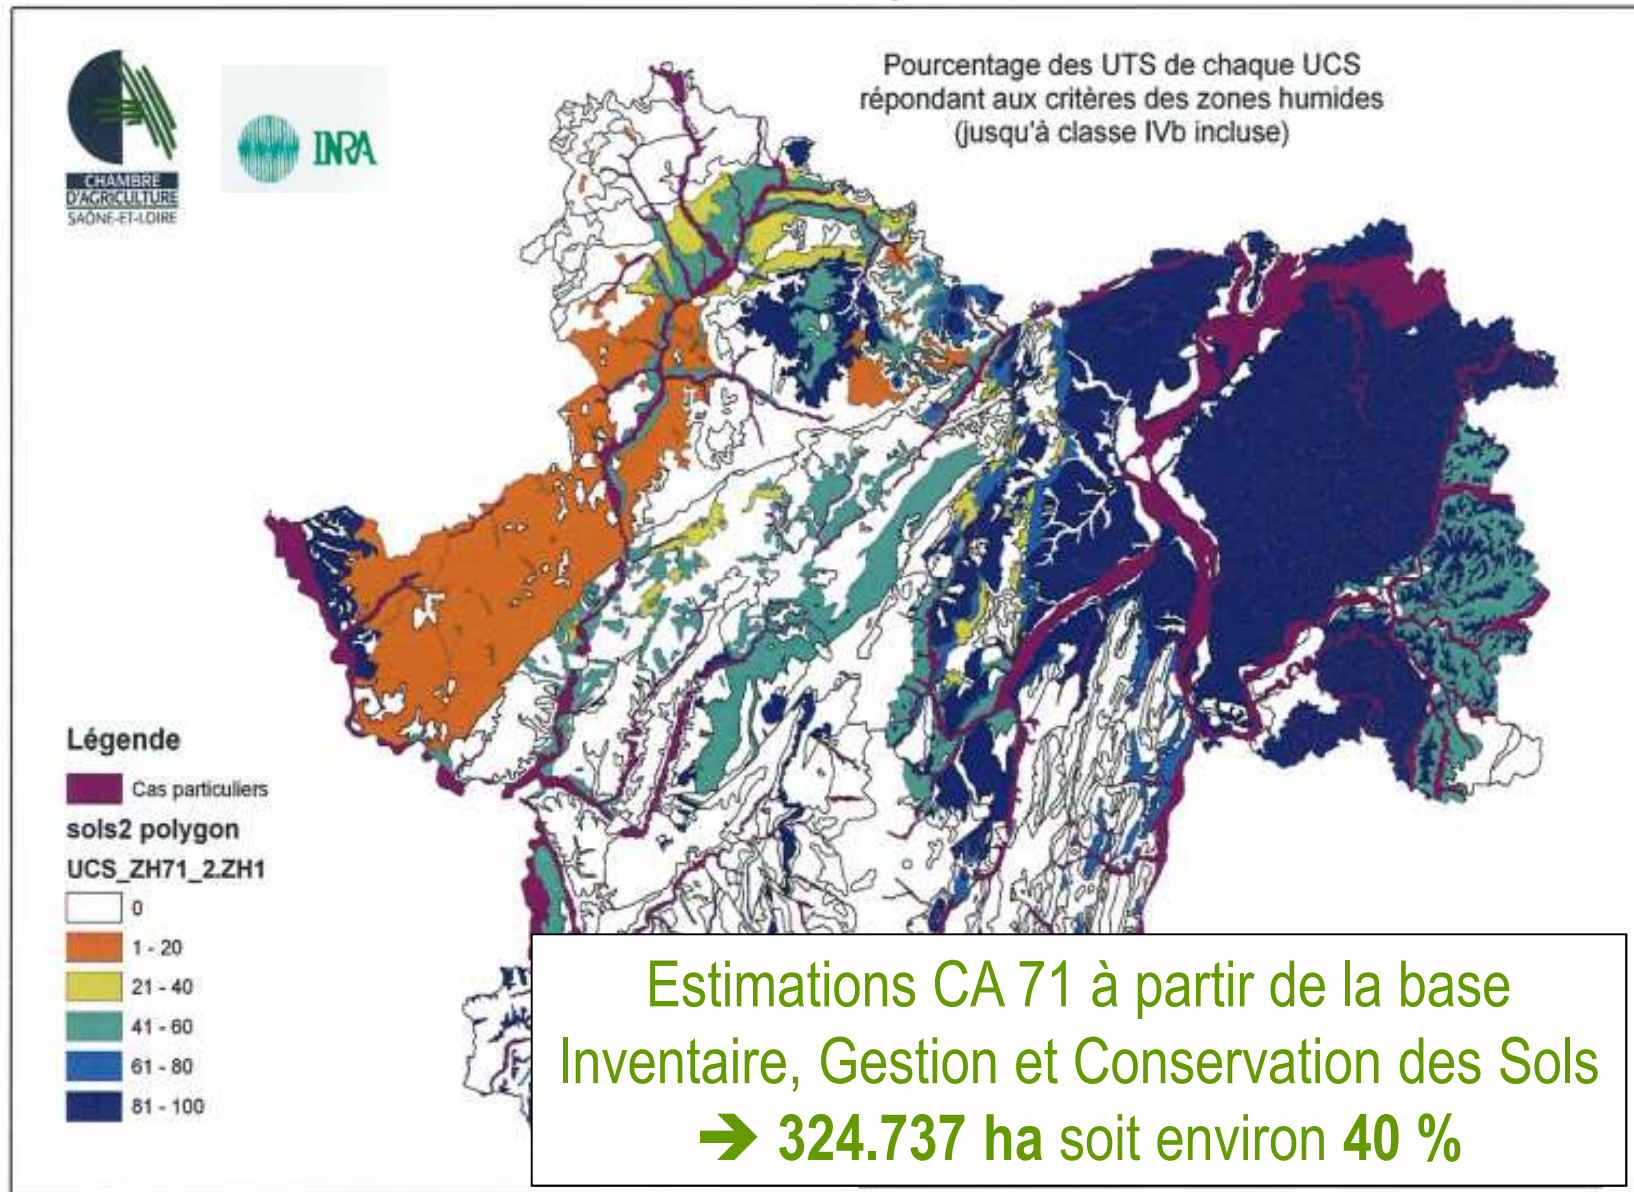 CHAMBRE
D'AGRICULTURE
SAÔNE-ET-LOIRE
INRA
Pourcentage des UTS de chaque UCS
répondant aux critères des zones humides
(jusqu'à classe IVb incluse)
Légende
Cas particuliers
sols2 polygon
UCS_ZH71_2.ZH1
0
1 - 20
21 - 40
41 - 60
61 - 80
81 - 100
Estimations CA 71 à partir de la base
Inventaire, Gestion et Conservation des Sols
➔ 324.737 ha soit environ 40 %